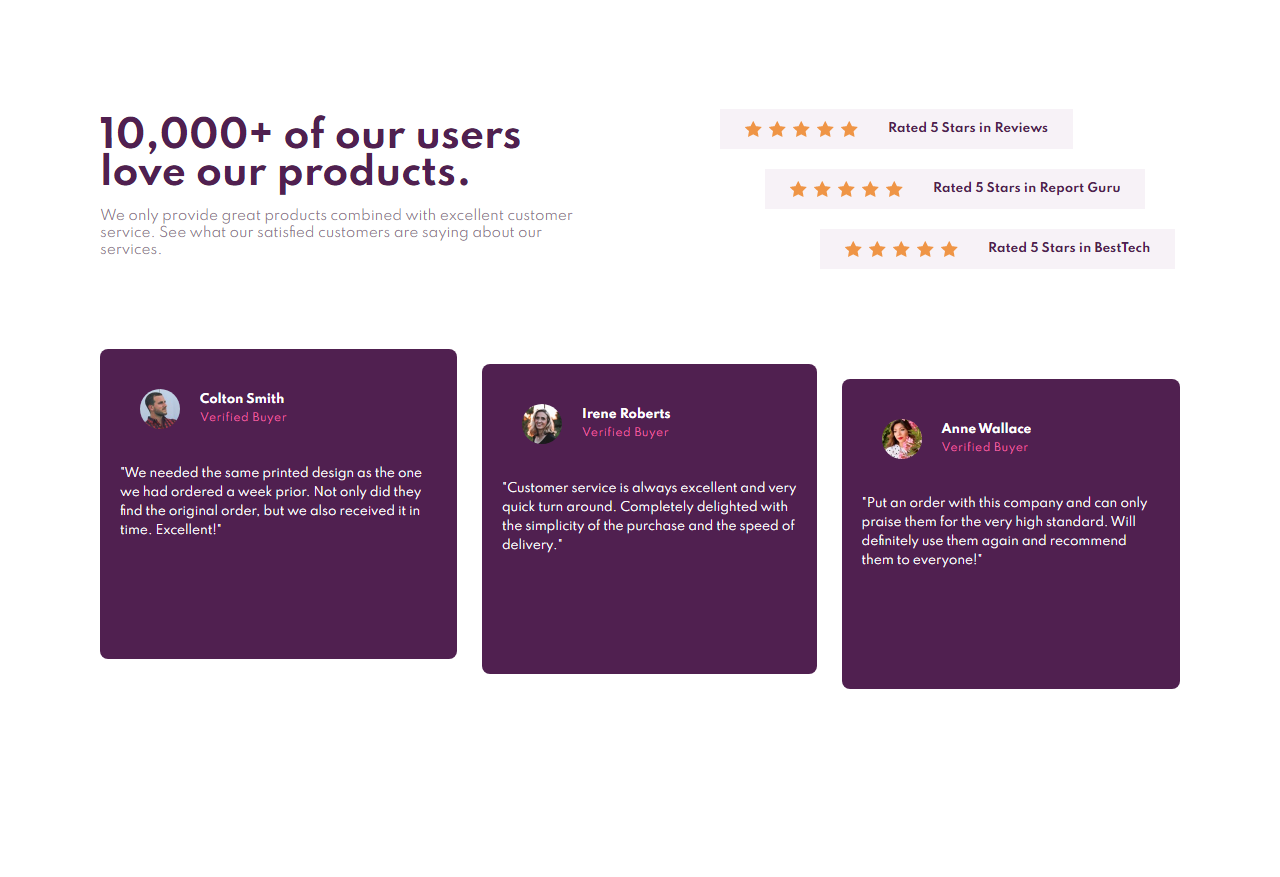 10,000+ of our users
love our products.
We only provide great products combined with excellent customer
service. See what our satisfied customers are saying about our
services.
Rated 5 Stars in Reviews
Rated 5 Stars in Report Guru
Rated 5 Stars in BestTech
Colton Smith
Verified Buyer
"We needed the same printed design as the one
we had ordered a week prior. Not only did they
find the original order, but we also received it in
time. Excellent!"
Irene Roberts
Verified Buyer
"Customer service is always excellent and very
quick turn around. Completely delighted with
the simplicity of the purchase and the speed of
delivery."
Anne Wallace
Verified Buyer
"Put an order with this company and can only
praise them for the very high standard. Will
definitely use them again and recommend
them to everyone!"